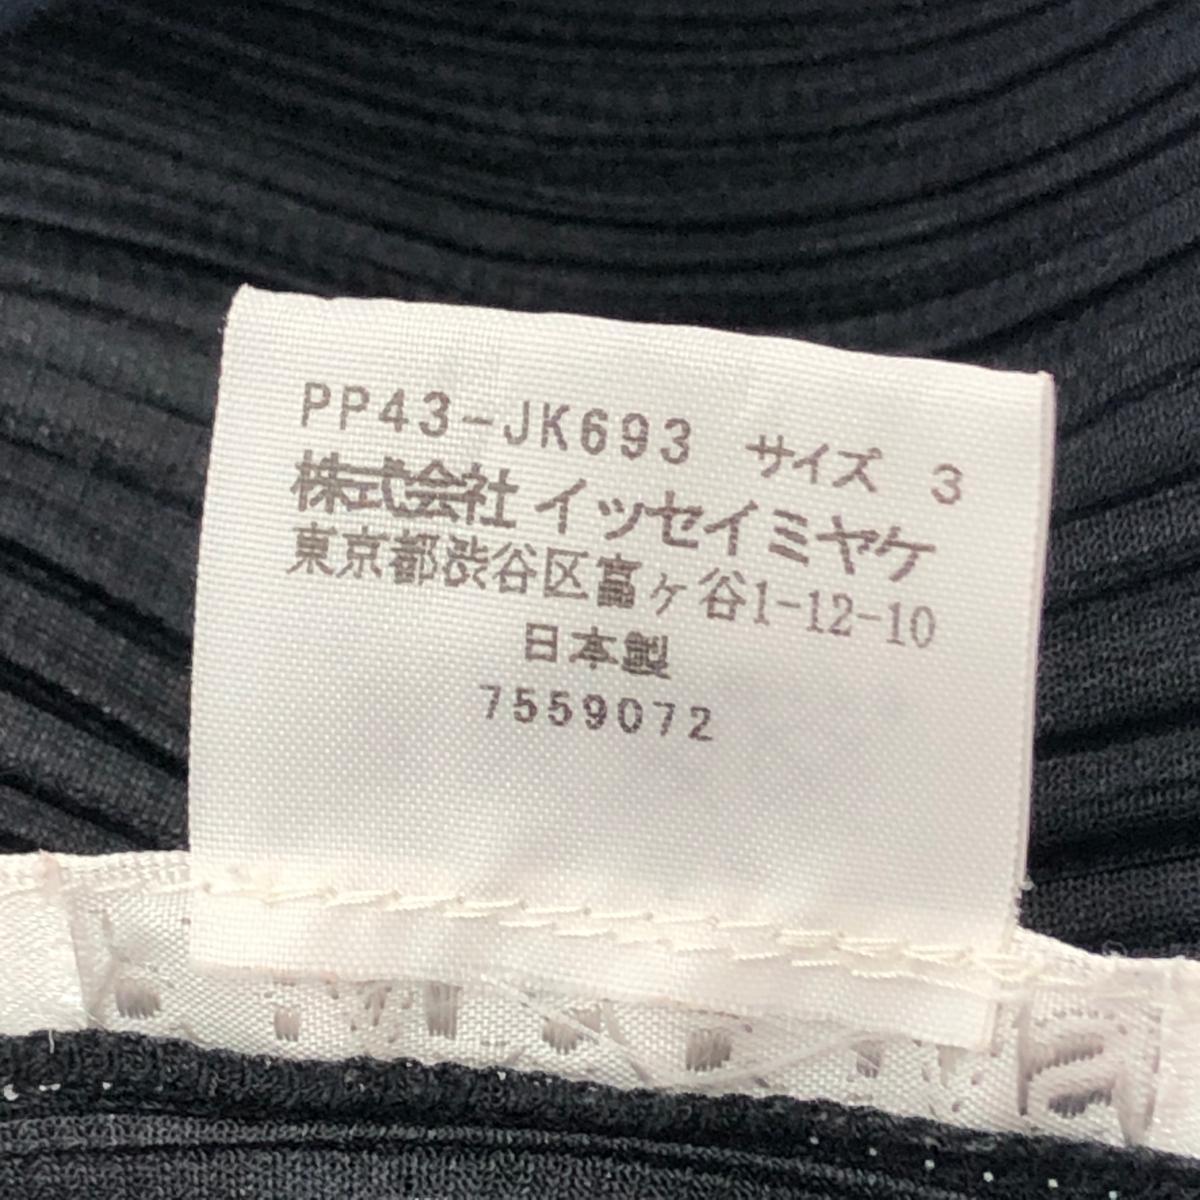 PP43-JK693 サイズ 3
株式会社 イッセイミヤケ
東京都渋谷区富ヶ谷1-12-10
日本製
7559072